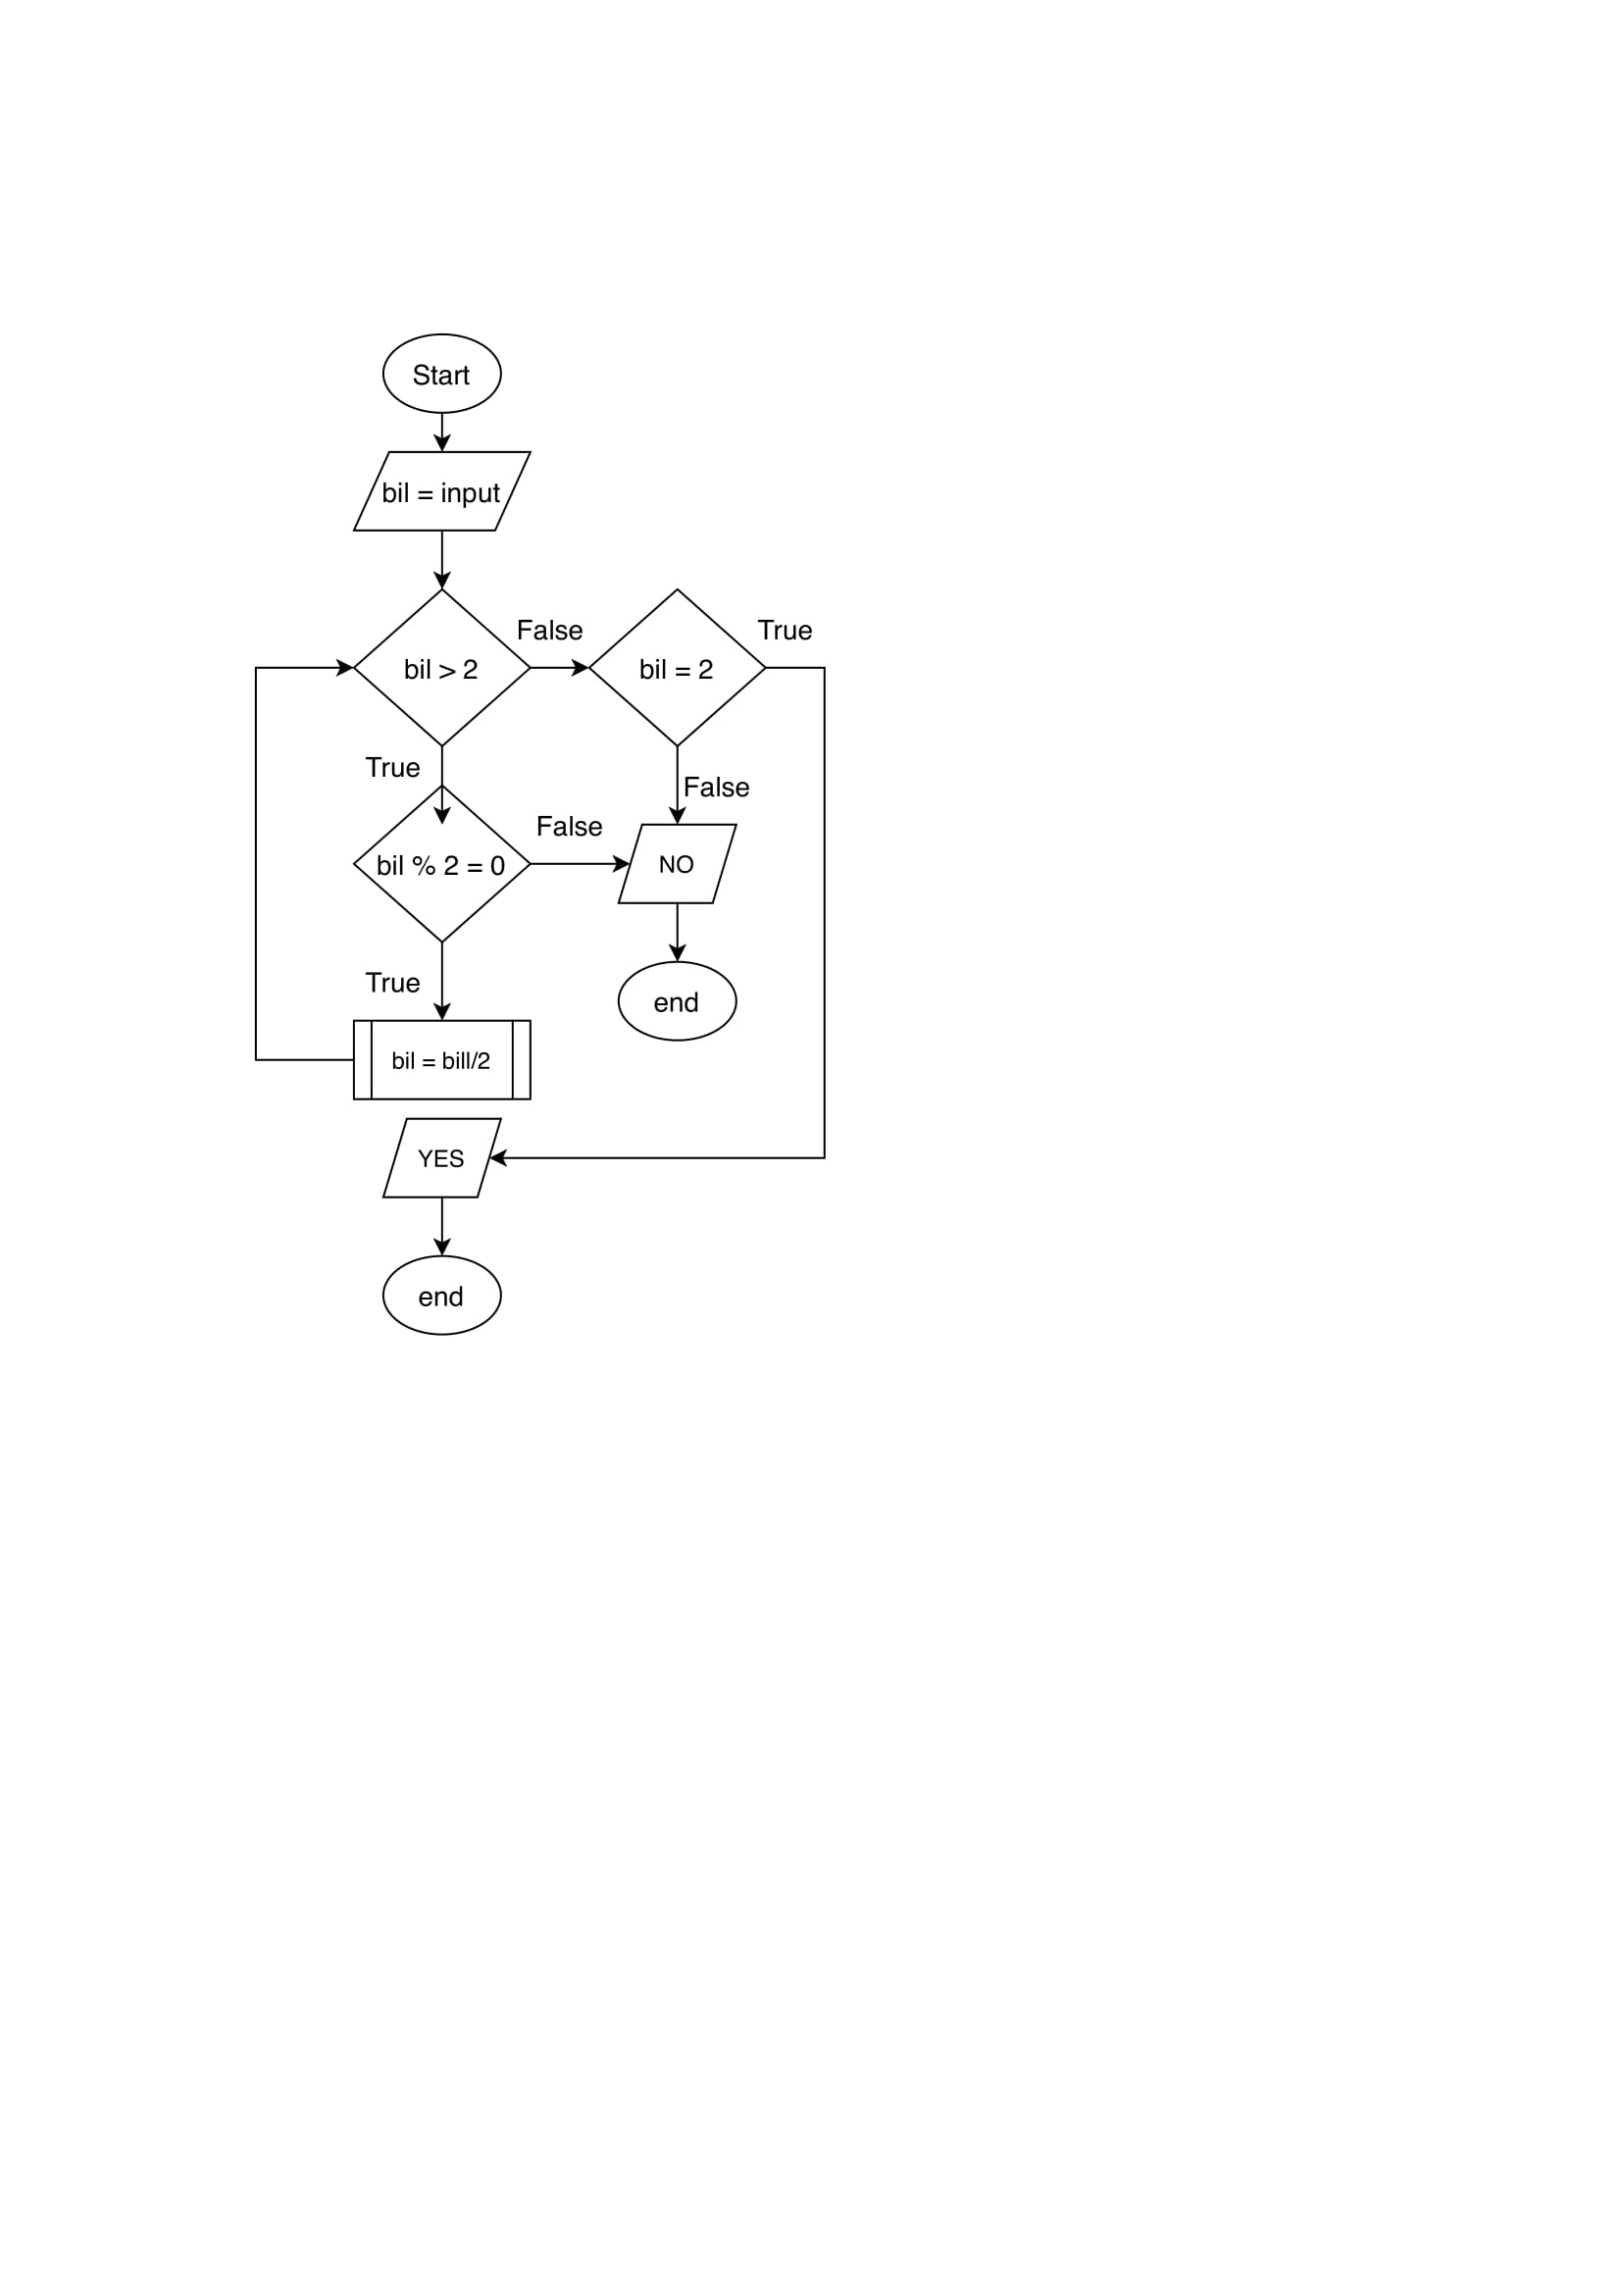 Start
bil = input
False
True
bil > 2
bil = 2
True
False
False
bil % 2 = 0
NO
True
end
bil = bill/2
YES
end